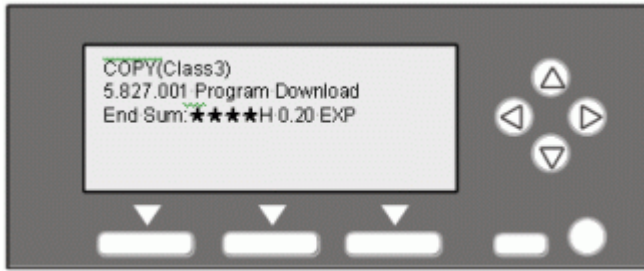 COPY(Class3)
5.827.001 Program Download
End Sum:★★★★H 0.20 EXP